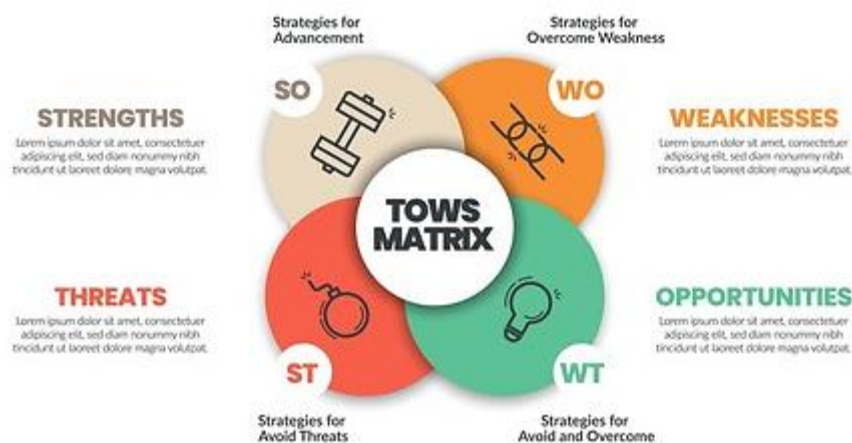 Strategies for
Advancement
Strategies for
Overcome Weakness
SO
WO
STRENGTHS
Lorem ipsum dolor sit amet, consectetuer
adipiscing elit, sed diam nonummy nibh
tincidunt ut laoreet dolore magna volutpat.
WEAKNESSES
Lorem ipsum dolor sit amet, consectetuer
adipiscing elit, sed diam nonummy nibh
tincidunt ut laoreet dolore magna volutpat.
TOWS
MATRIX
THREATS
Lorem ipsum dolor sit amet, consectetuer
adipiscing elit, sed diam nonummy nibh
tincidunt ut laoreet dolore magna volutpat.
OPPORTUNITIES
Lorem ipsum dolor sit amet, consectetuer
adipiscing elit, sed diam nonummy nibh
tincidunt ut laoreet dolore magna volutpat.
ST
WT
Strategies for
Avoid Threats
Strategies for
Avoid and Overcome